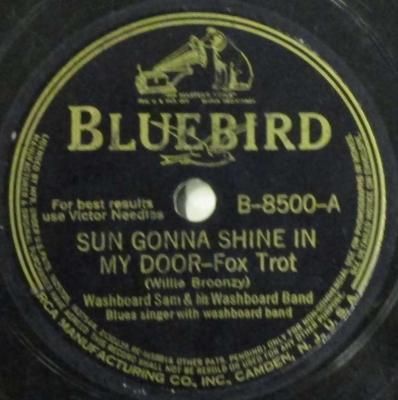 BLUEBIRD
For best results
use Victor Needles
B-8500-A
SUN GONNA SHINE IN
MY DOOR-Fox Trot
(Willie Broonzy)
Washboard Sam & his Washboard Band
Blues singer with washboard band
RCA MANUFACTURING CO., INC., CAMDEN, N. J., U. S. A.